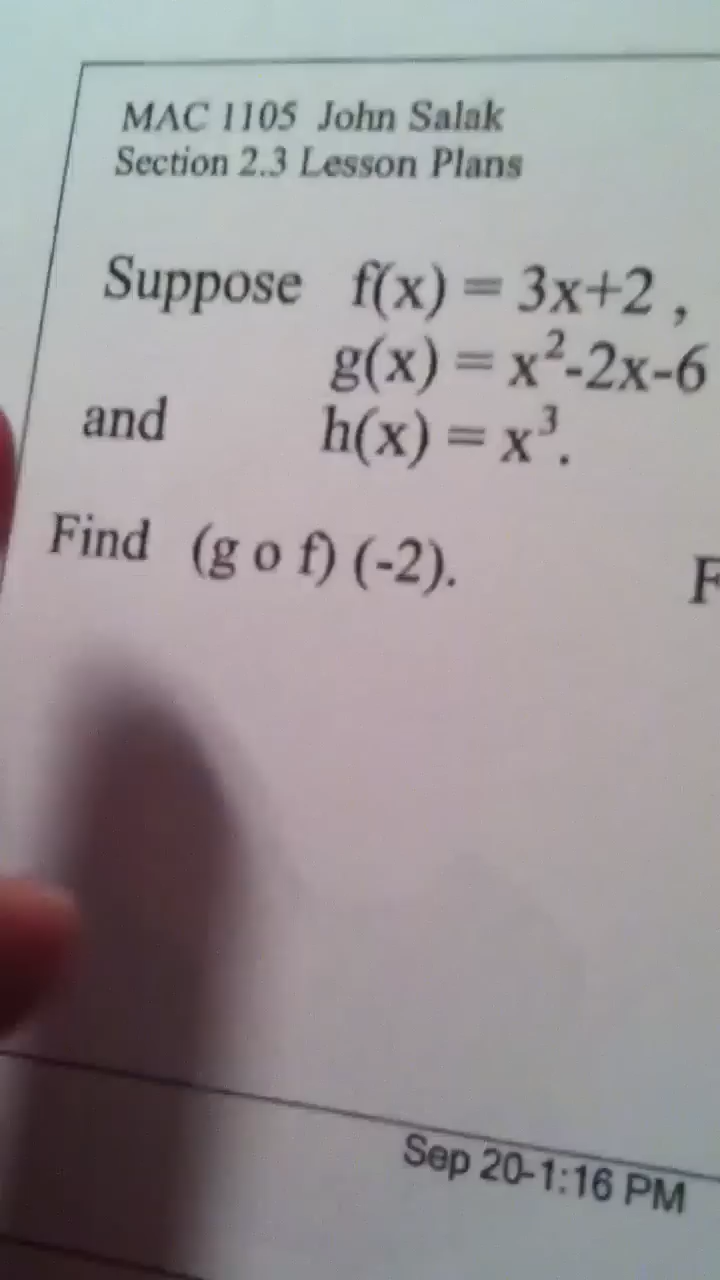 MAC 1105 John Salak
Section 2.3 Lesson Plans
Suppose f(x) = 3x+2 ,
g(x) = x²-2x-6
and h(x) = x³.
Find (g o f) (-2).
F
Sep 20-1:16 PM